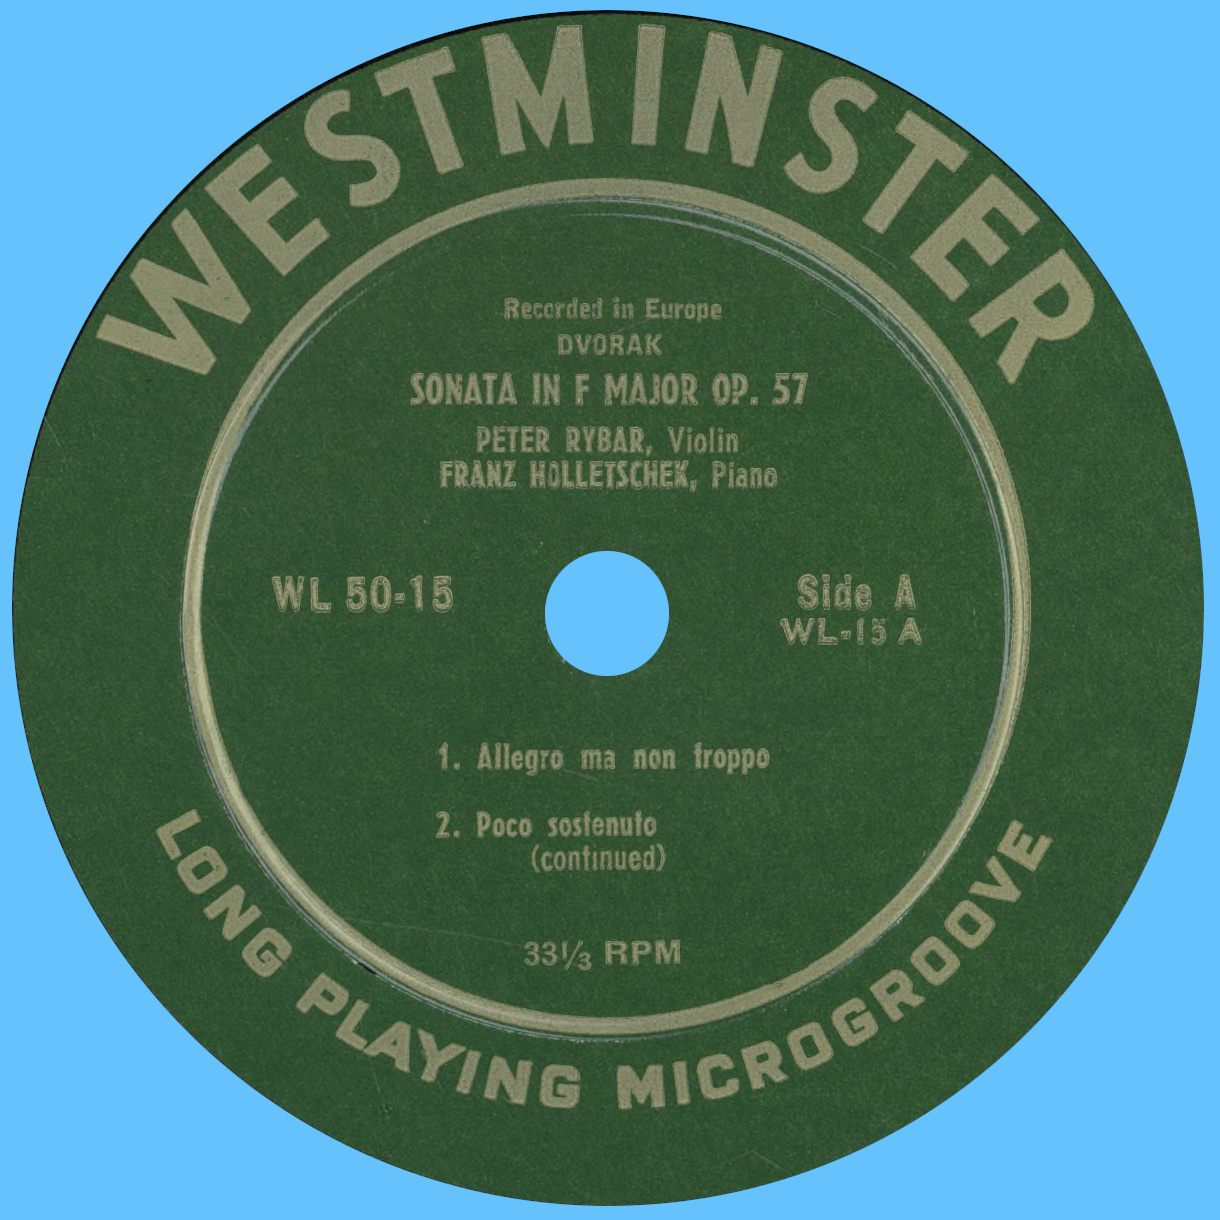 WESTMINSTER
Recorded in Europe
DVORAK
SONATA IN F MAJOR OP. 57
PETER RYBAR, Violin
FRANZ HOLLETSCHEK, Piano
WL 50-15
Side A
WL-15 A
1. Allegro ma non troppo
2. Poco sostenuto
(continued)
33⅓ RPM
LONG PLAYING MICROGROOVE